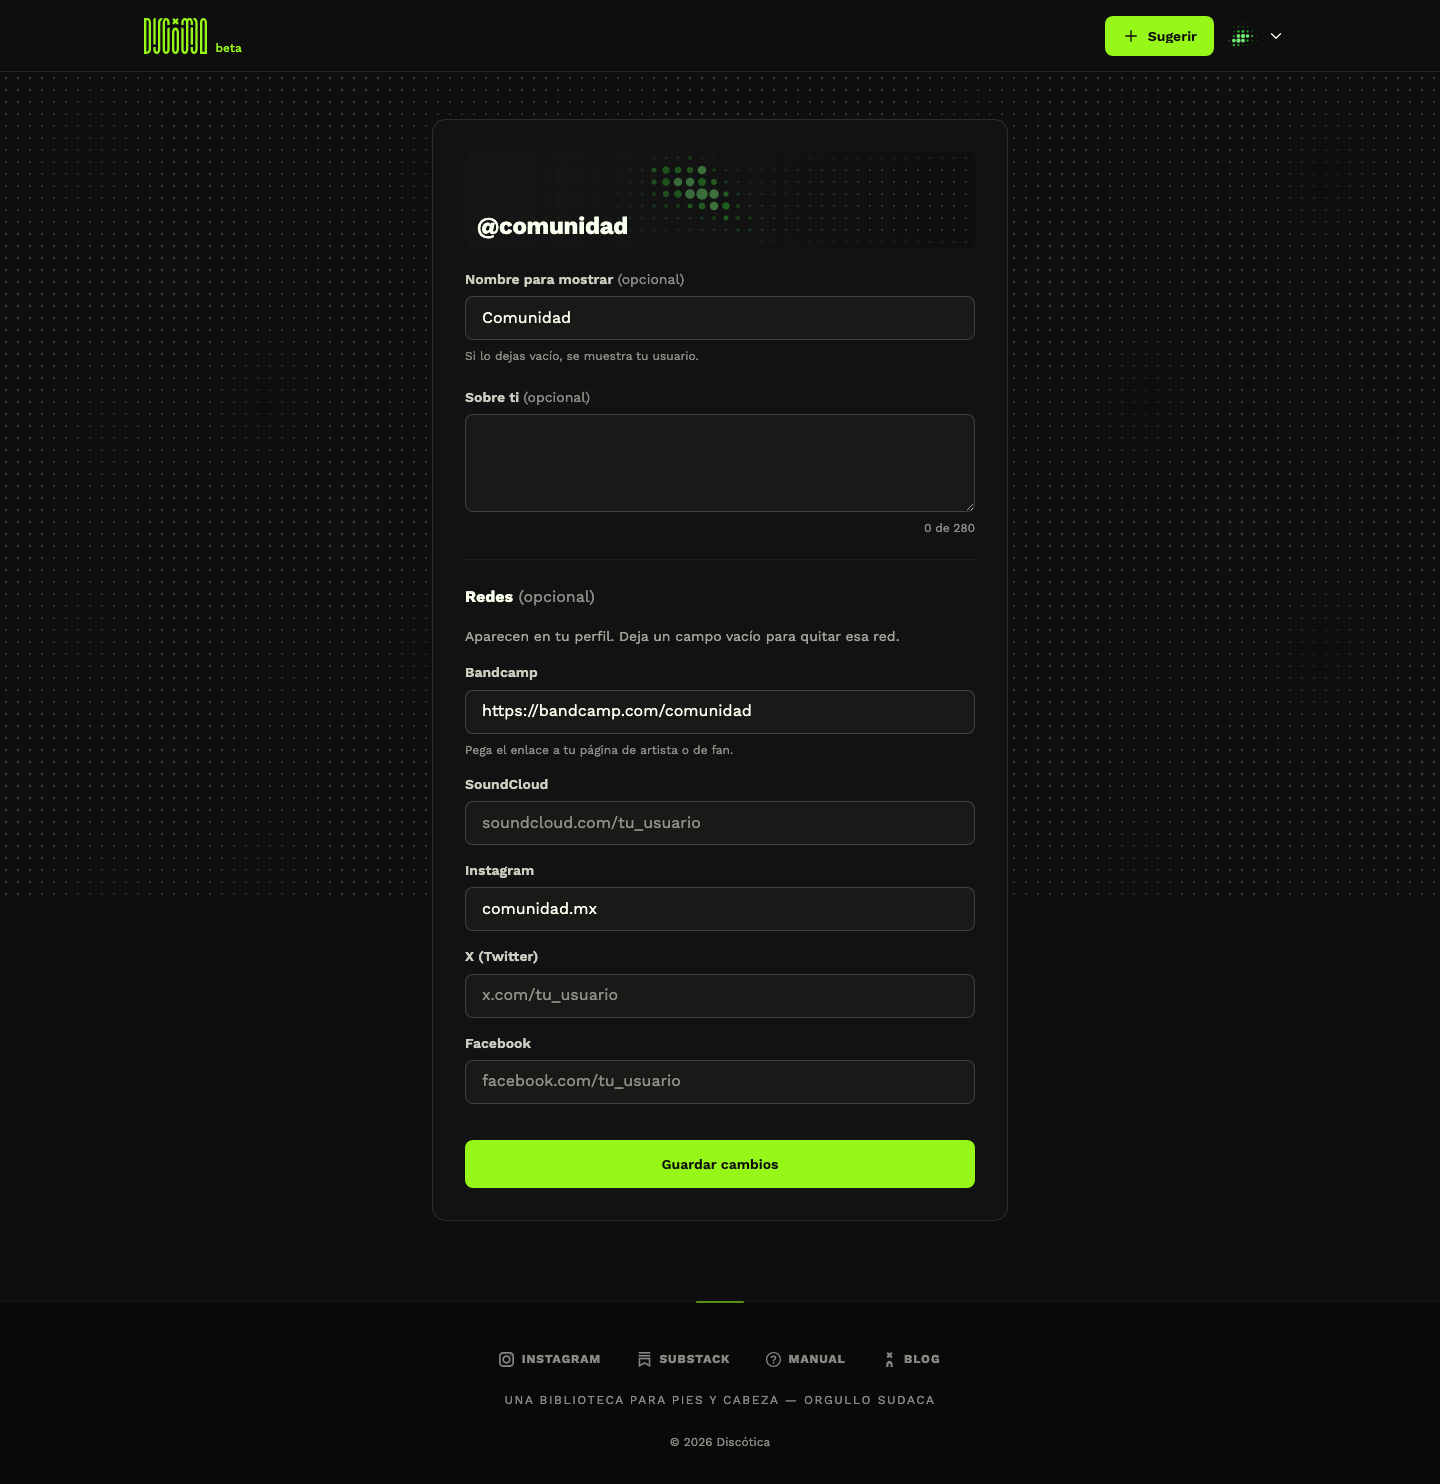 DISCÓTICA beta
+ Sugerir
@comunidad
Nombre para mostrar (opcional)
Comunidad
Si lo dejas vacío, se muestra tu usuario.
Sobre ti (opcional)
0 de 280
Redes (opcional)
Aparecen en tu perfil. Deja un campo vacío para quitar esa red.
Bandcamp
https://bandcamp.com/comunidad
Pega el enlace a tu página de artista o de fan.
SoundCloud
soundcloud.com/tu_usuario
Instagram
comunidad.mx
X (Twitter)
x.com/tu_usuario
Facebook
facebook.com/tu_usuario
Guardar cambios
INSTAGRAM SUBSTACK MANUAL BLOG
UNA BIBLIOTECA PARA PIES Y CABEZA — ORGULLO SUDACA
© 2026 Discótica